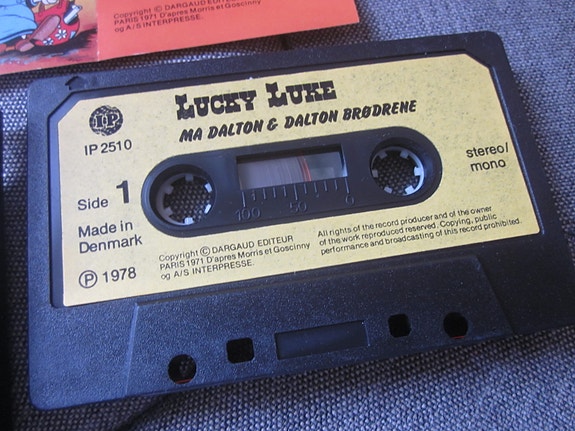 Copyright © DARGAUD EDITEUR
PARIS 1971 D'apres Morris et Goscinny
og A/S INTERPRESSE.
LUCKY LUKE
MA DALTON & DALTON BRØDRENE
IP
IP 2510
stereo/
mono
Side 1
100 50 0
Made in
Denmark
Copyright © DARGAUD EDITEUR
PARIS 1971 D'apres Morris et Goscinny
og A/S INTERPRESSE.
All rights of the record producer and of the owner
of the work reproduced reserved. Copying, public
performance and broadcasting of this record prohibited.
Ⓟ 1978